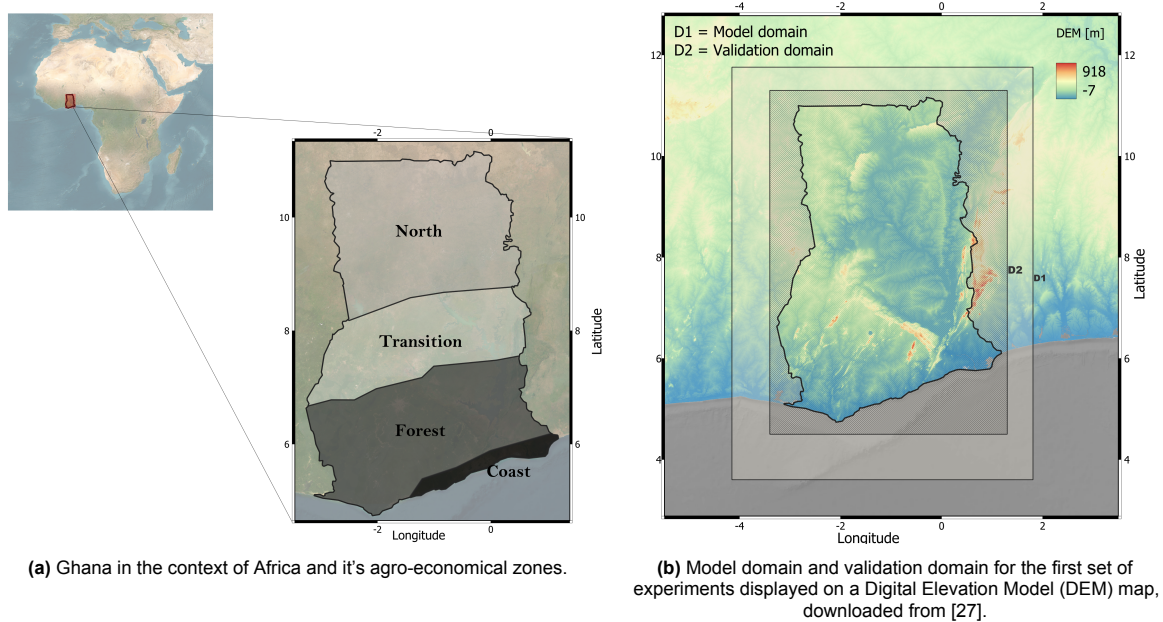 -2
0
10
10
8
8
6
6
-2
0
Longitude
Latitude
North
Transition
Forest
Coast
(a) Ghana in the context of Africa and it's agro-economical zones.
-4
-2
0
2
D1 = Model domain
D2 = Validation domain
DEM [m]
918
-7
12
12
10
10
8
8
6
6
4
4
D2
D1
Latitude
-4
-2
0
2
Longitude
(b) Model domain and validation domain for the first set of
experiments displayed on a Digital Elevation Model (DEM) map,
downloaded from [27].